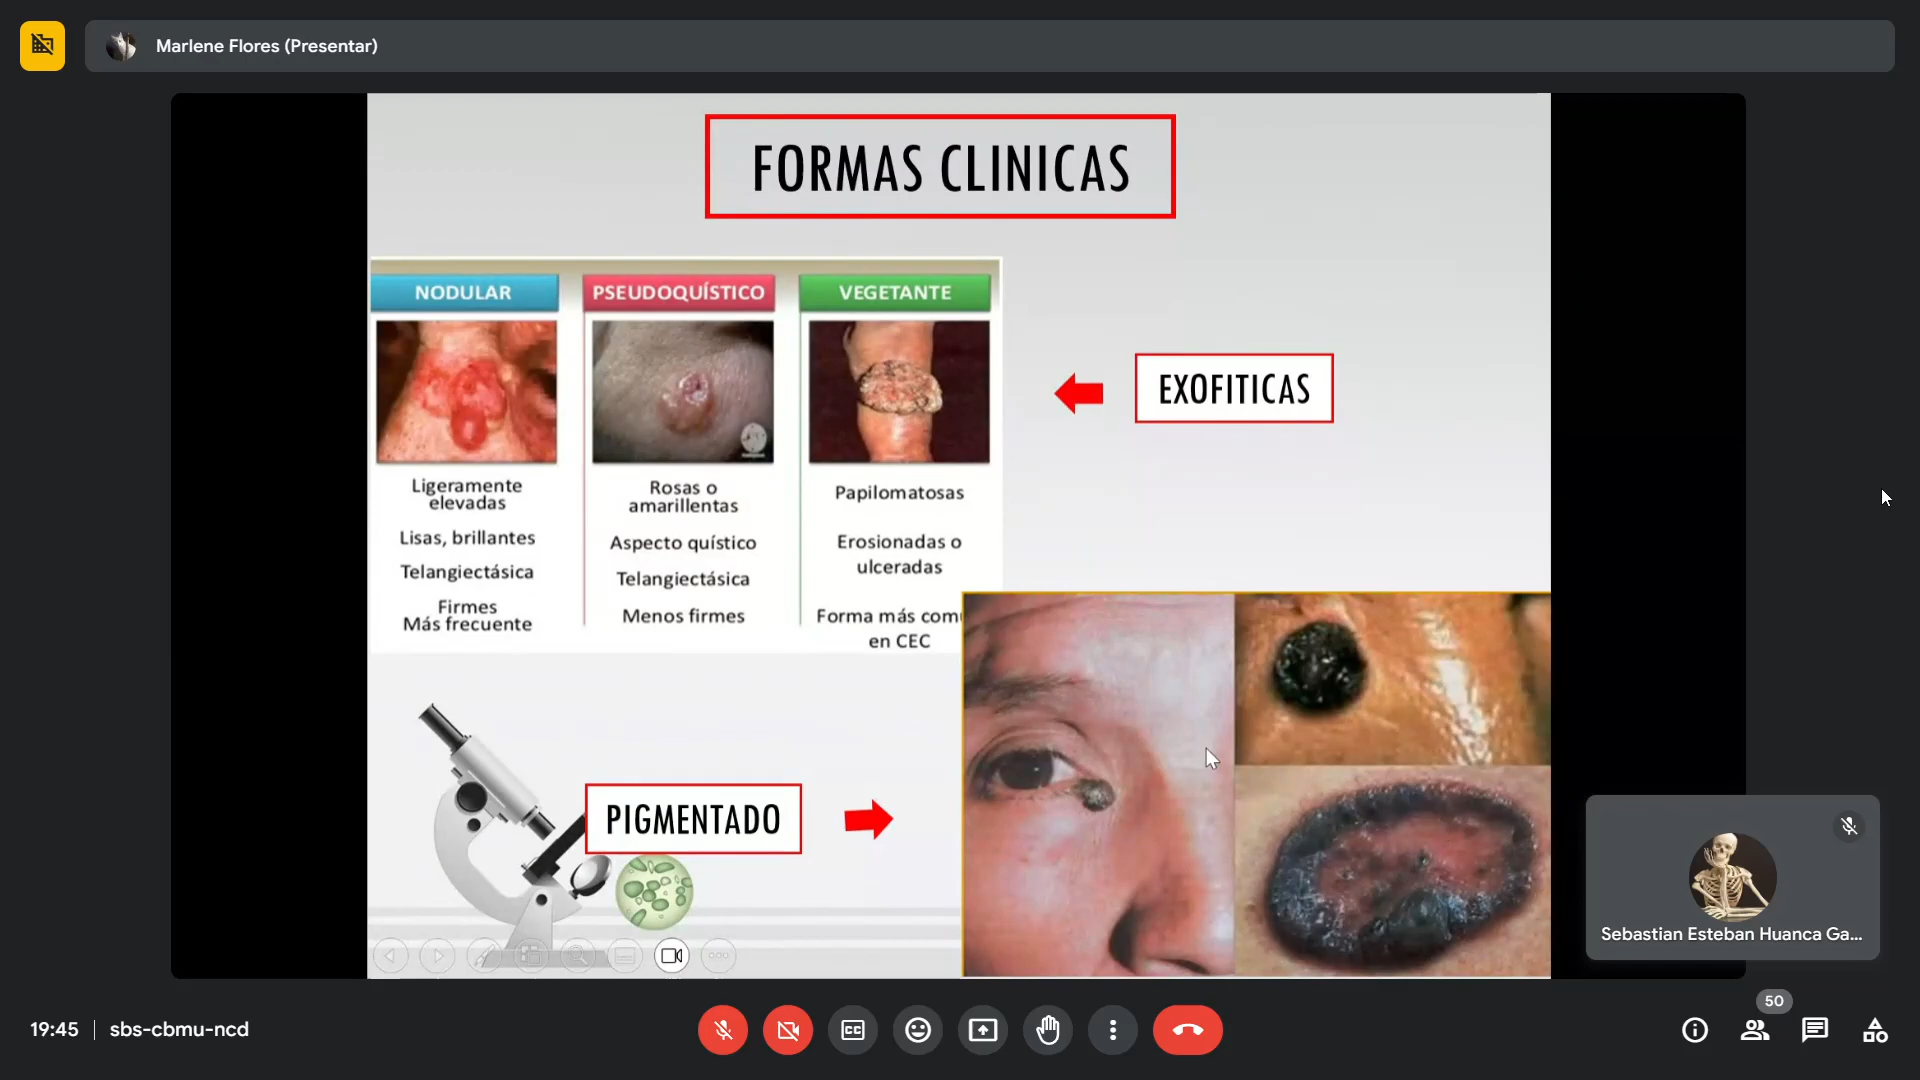 Marlene Flores (Presentar)
FORMAS CLINICAS
NODULAR
Ligeramente
elevadas
Lisas, brillantes
Telangiectásica
Firmes
Más frecuente
PSEUDOQUÍSTICO
Rosas o
amarillentas
Aspecto quístico
Telangiectásica
Menos firmes
VEGETANTE
Papilomatosas
Erosionadas o
ulceradas
Forma más com
en CEC
EXOFITICAS
PIGMENTADO
Sebastian Esteban Huanca Ga...
19:45 | sbs-cbmu-ncd
CC
50